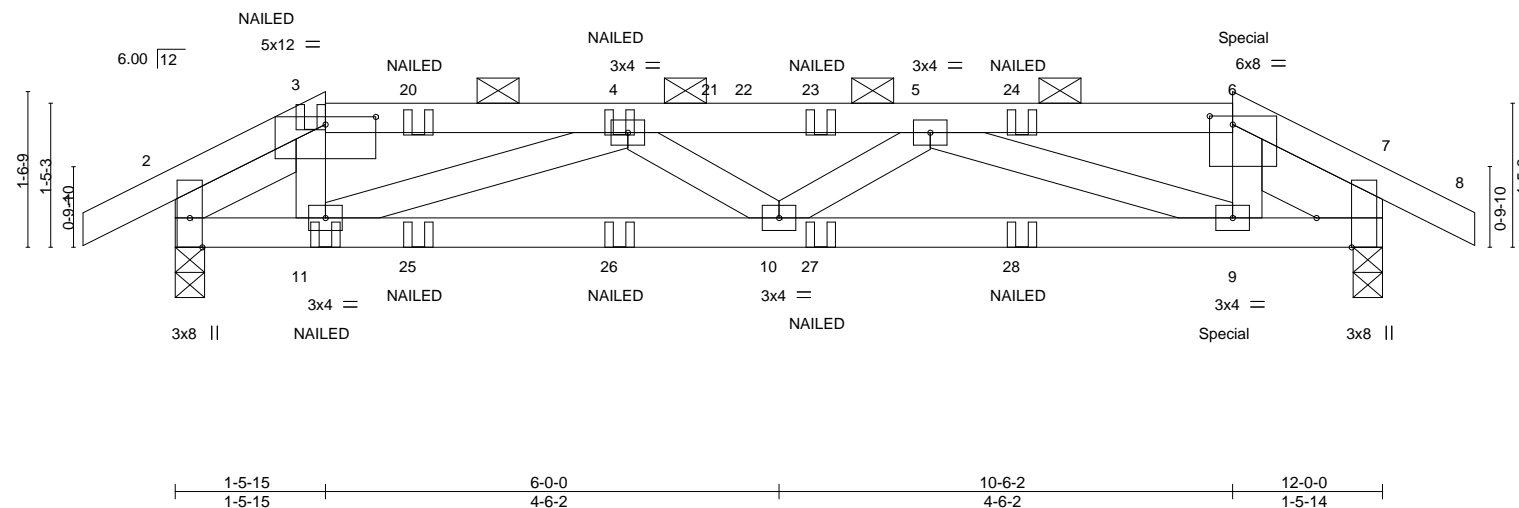 NAILED
5x12
6.00 12
NAILED
3x4
NAILED
NAILED
3x4
NAILED
Special
6x8
3
20
4
21
22
23
5
24
6
2
7
8
1-6-9
1-5-3
0-9-10
0-9-10
11
25
26
10
27
28
9
NAILED
NAILED
NAILED
3x4
3x4
3x4
NAILED
3x8
NAILED
Special
3x8
1-5-15
6-0-0
10-6-2
12-0-0
1-5-15
4-6-2
4-6-2
1-5-14